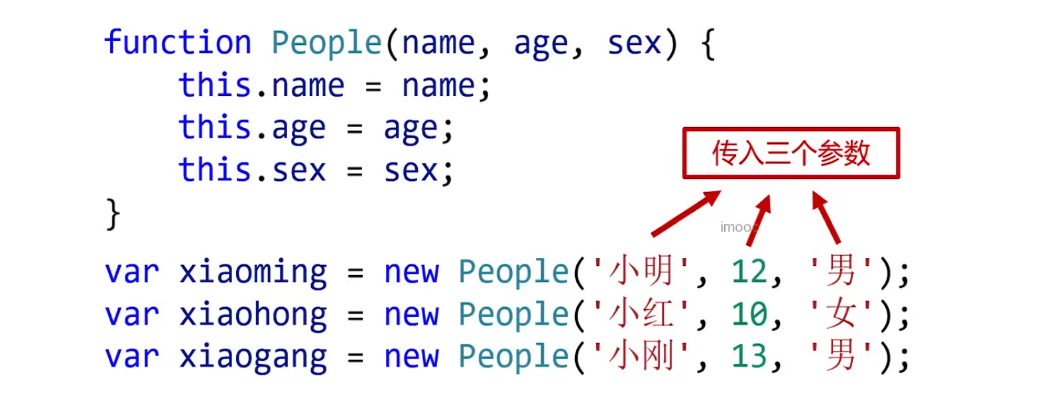 function People(name, age, sex) {
this.name = name;
this.age = age;
this.sex = sex;
}
传入三个参数
imooc
var xiaoming = new People('小明', 12, '男');
var xiaohong = new People('小红', 10, '女');
var xiaogang = new People('小刚', 13, '男');